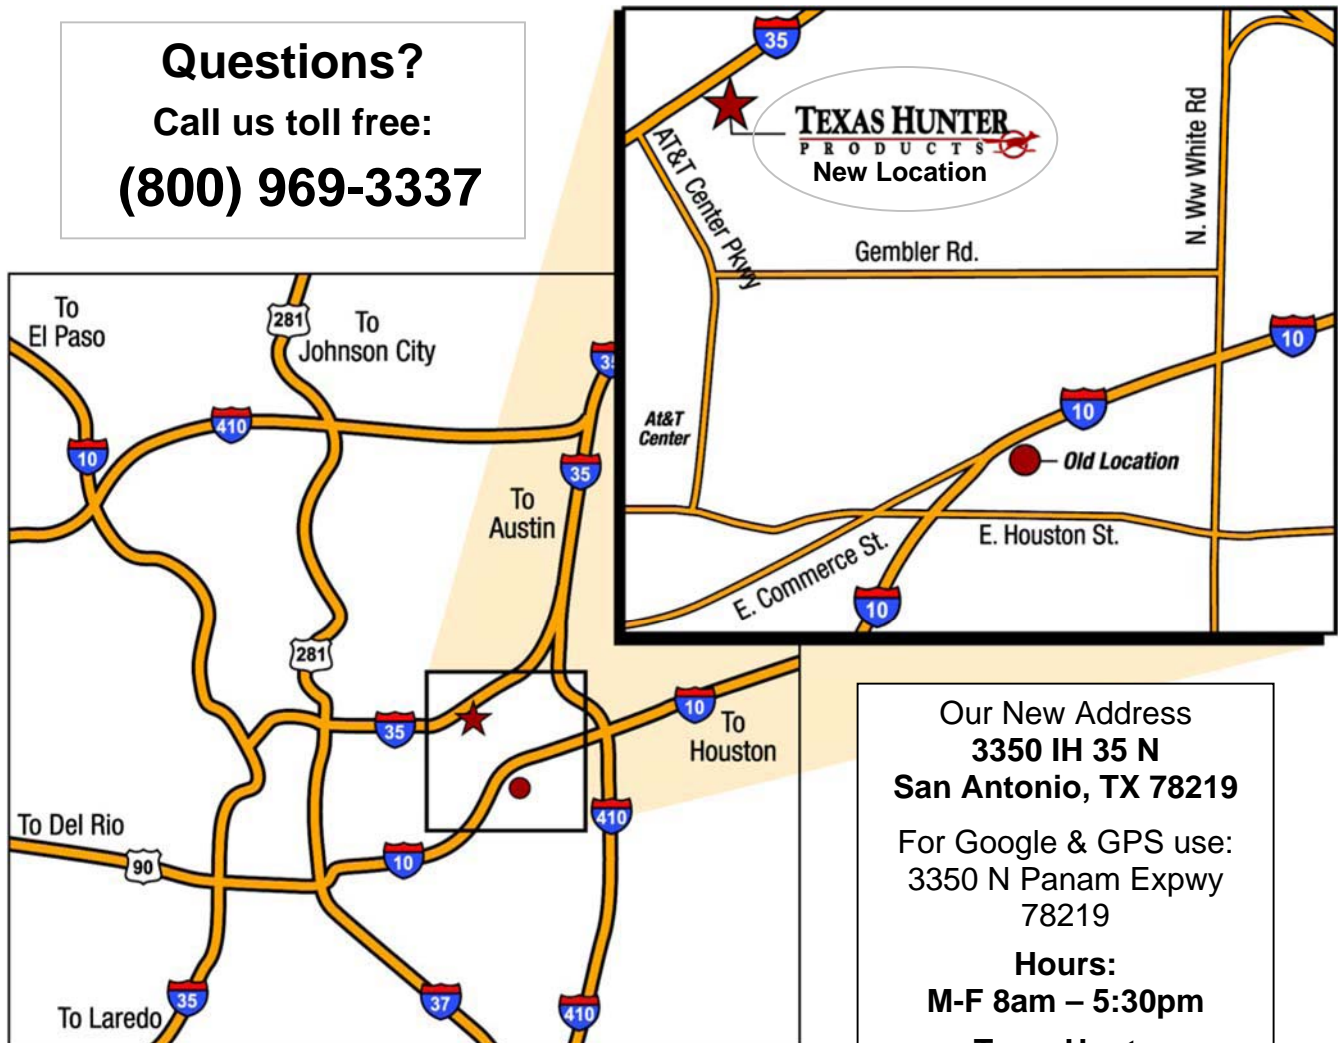 Questions?
Call us toll free:
(800) 969-3337
35
TEXAS HUNTER
PRODUCTS
New Location
AT&T Center Pkwy
N. Ww White Rd
Gembler Rd.
10
10
At&T
Center
Old Location
E. Houston St.
E. Commerce St.
10
To
El Paso
281
To
Johnson City
35
410
10
35
To
Austin
281
35
10
To
Houston
To Del Rio
90
10
410
35
37
410
To Laredo
Our New Address
3350 IH 35 N
San Antonio, TX 78219
For Google & GPS use:
3350 N Panam Expwy
78219
Hours:
M-F 8am – 5:30pm